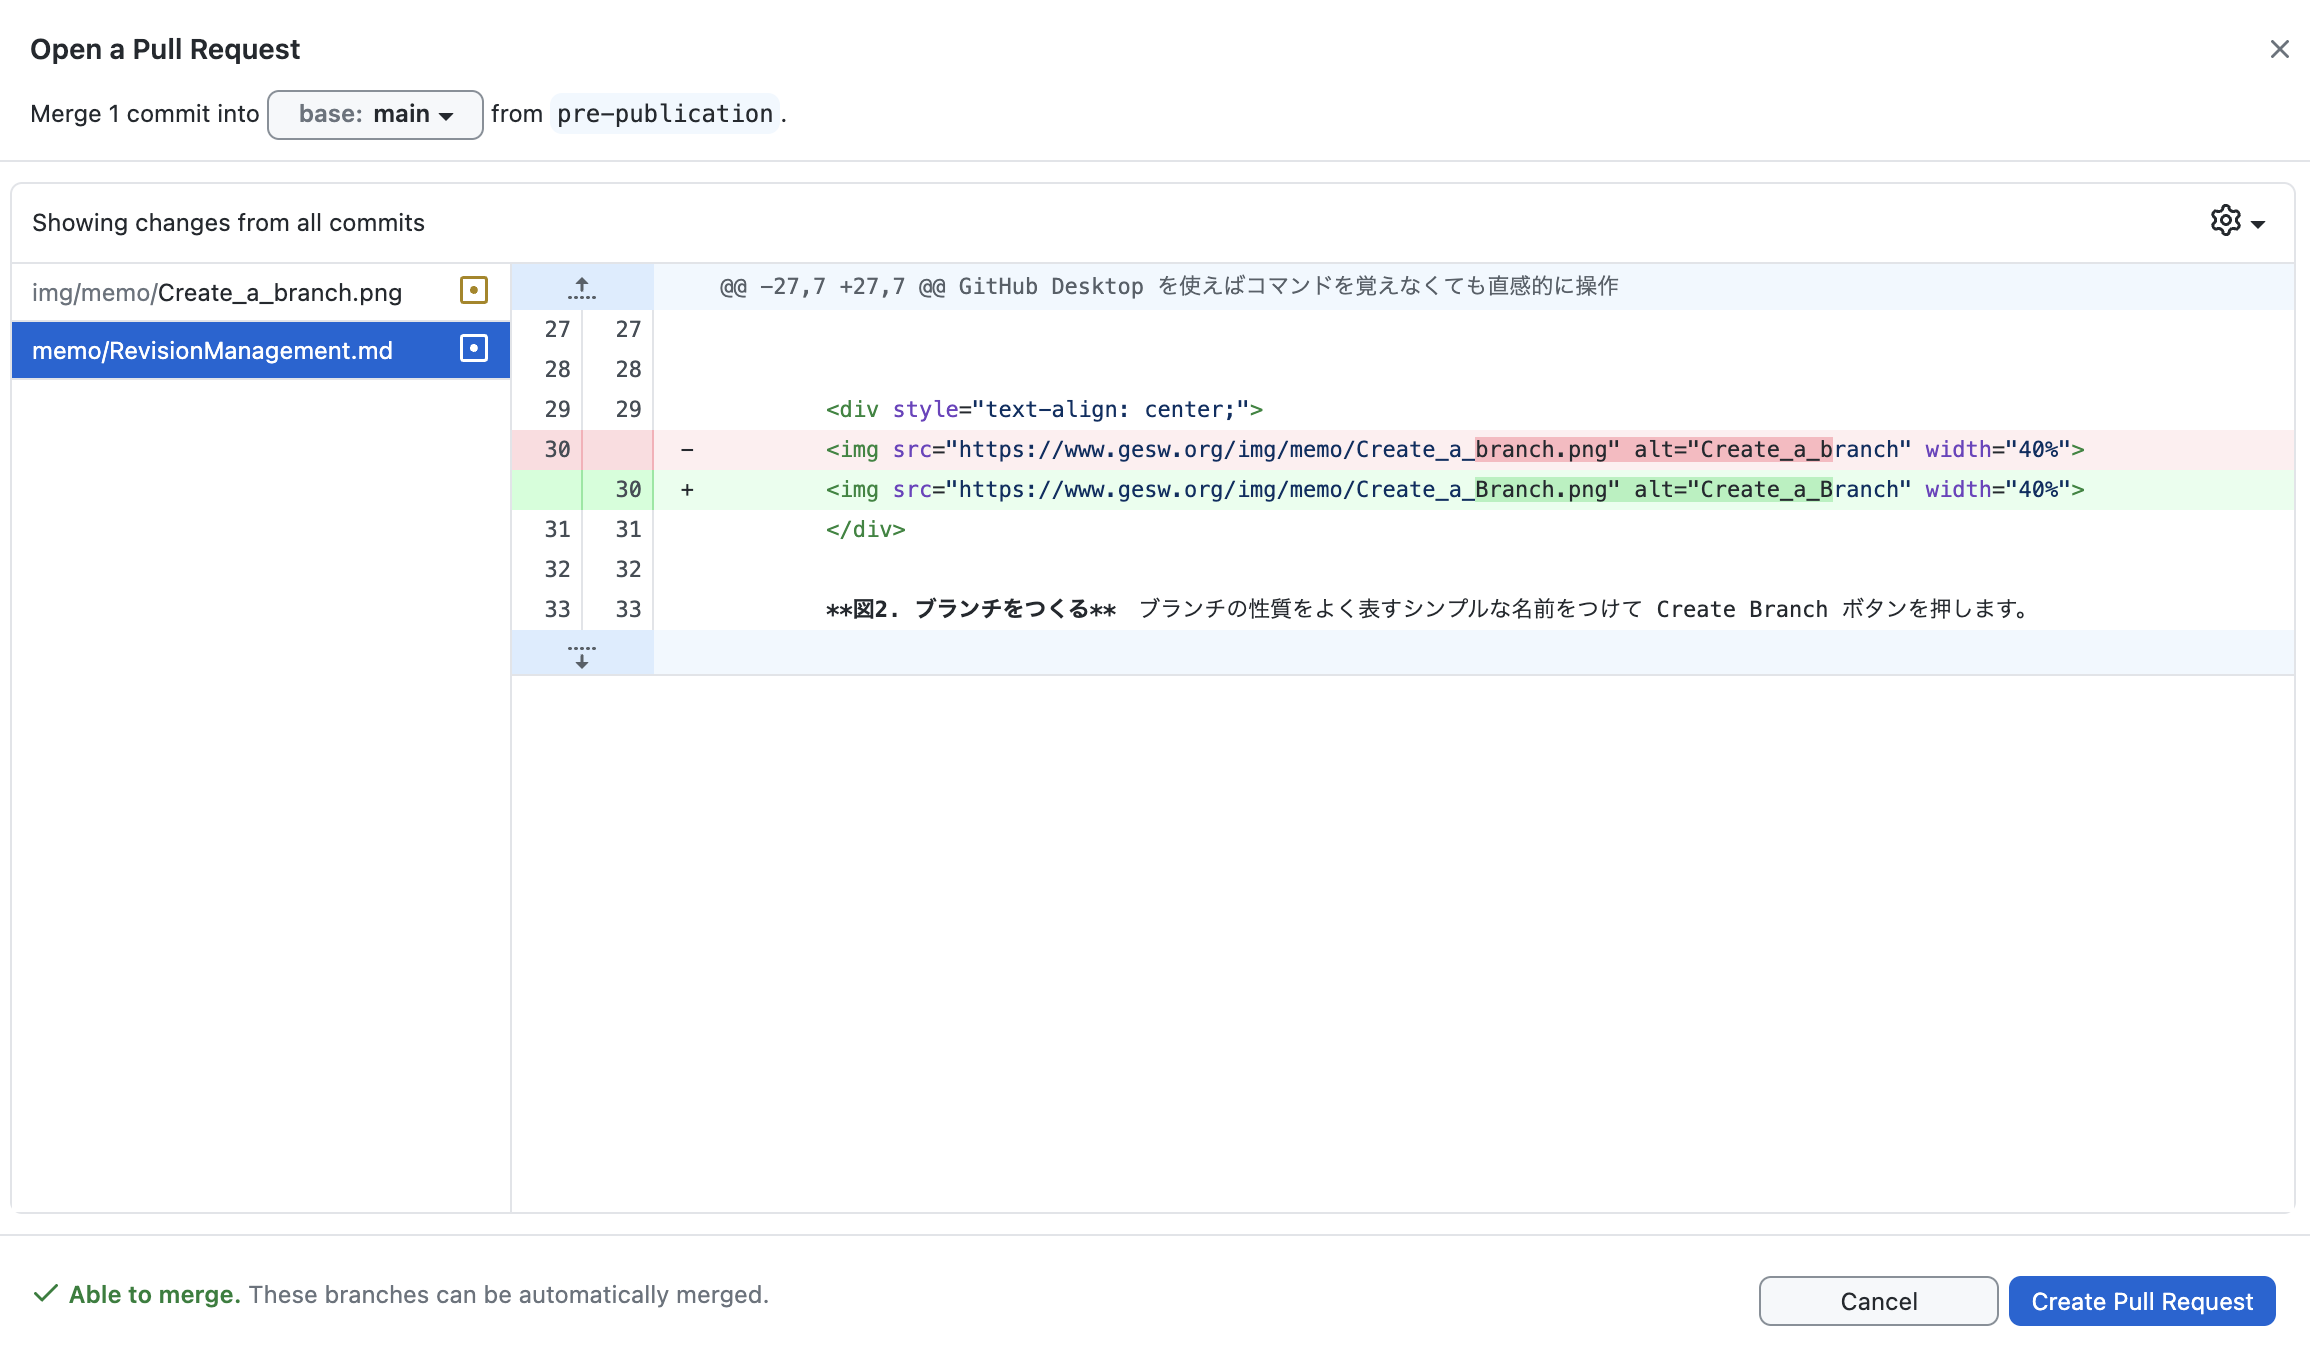 Open a Pull Request
Merge 1 commit into base: main from pre-publication.
Showing changes from all commits
img/memo/Create_a_branch.png
memo/RevisionManagement.md
@@ -27,7 +27,7 @@ GitHub Desktop を使えばコマンドを覚えなくても直感的に操作
27 27
28 28
29 29 <div style="text-align: center;">
30 - <img src="https://www.gesw.org/img/memo/Create_a_branch.png" alt="Create_a_branch" width="40%">
30 + <img src="https://www.gesw.org/img/memo/Create_a_Branch.png" alt="Create_a_Branch" width="40%">
31 31 </div>
32 32
33 33 **図2. ブランチをつくる**　ブランチの性質をよく表すシンプルな名前をつけて Create Branch ボタンを押します。
Able to merge. These branches can be automatically merged.
Cancel
Create Pull Request